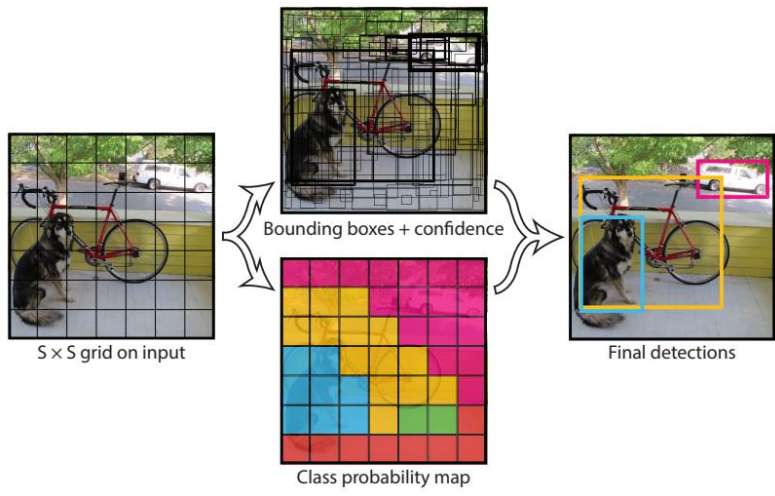 Bounding boxes + confidence
S × S grid on input
Final detections
Class probability map